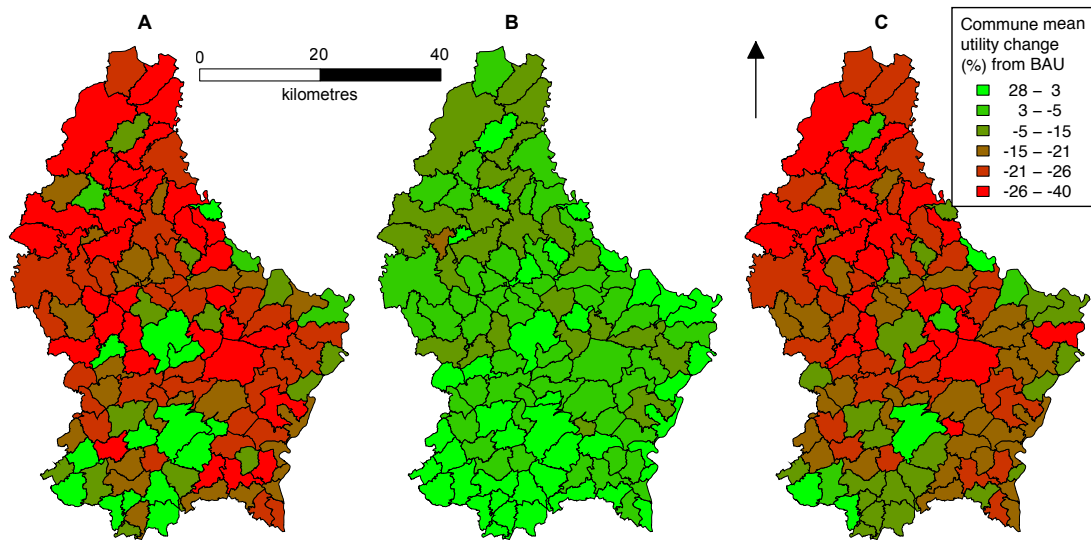 A
B
C
0
20
40
kilometres
Commune mean
utility change
(%) from BAU
28 – 3
3 – -5
-5 – -15
-15 – -21
-21 – -26
-26 – -40